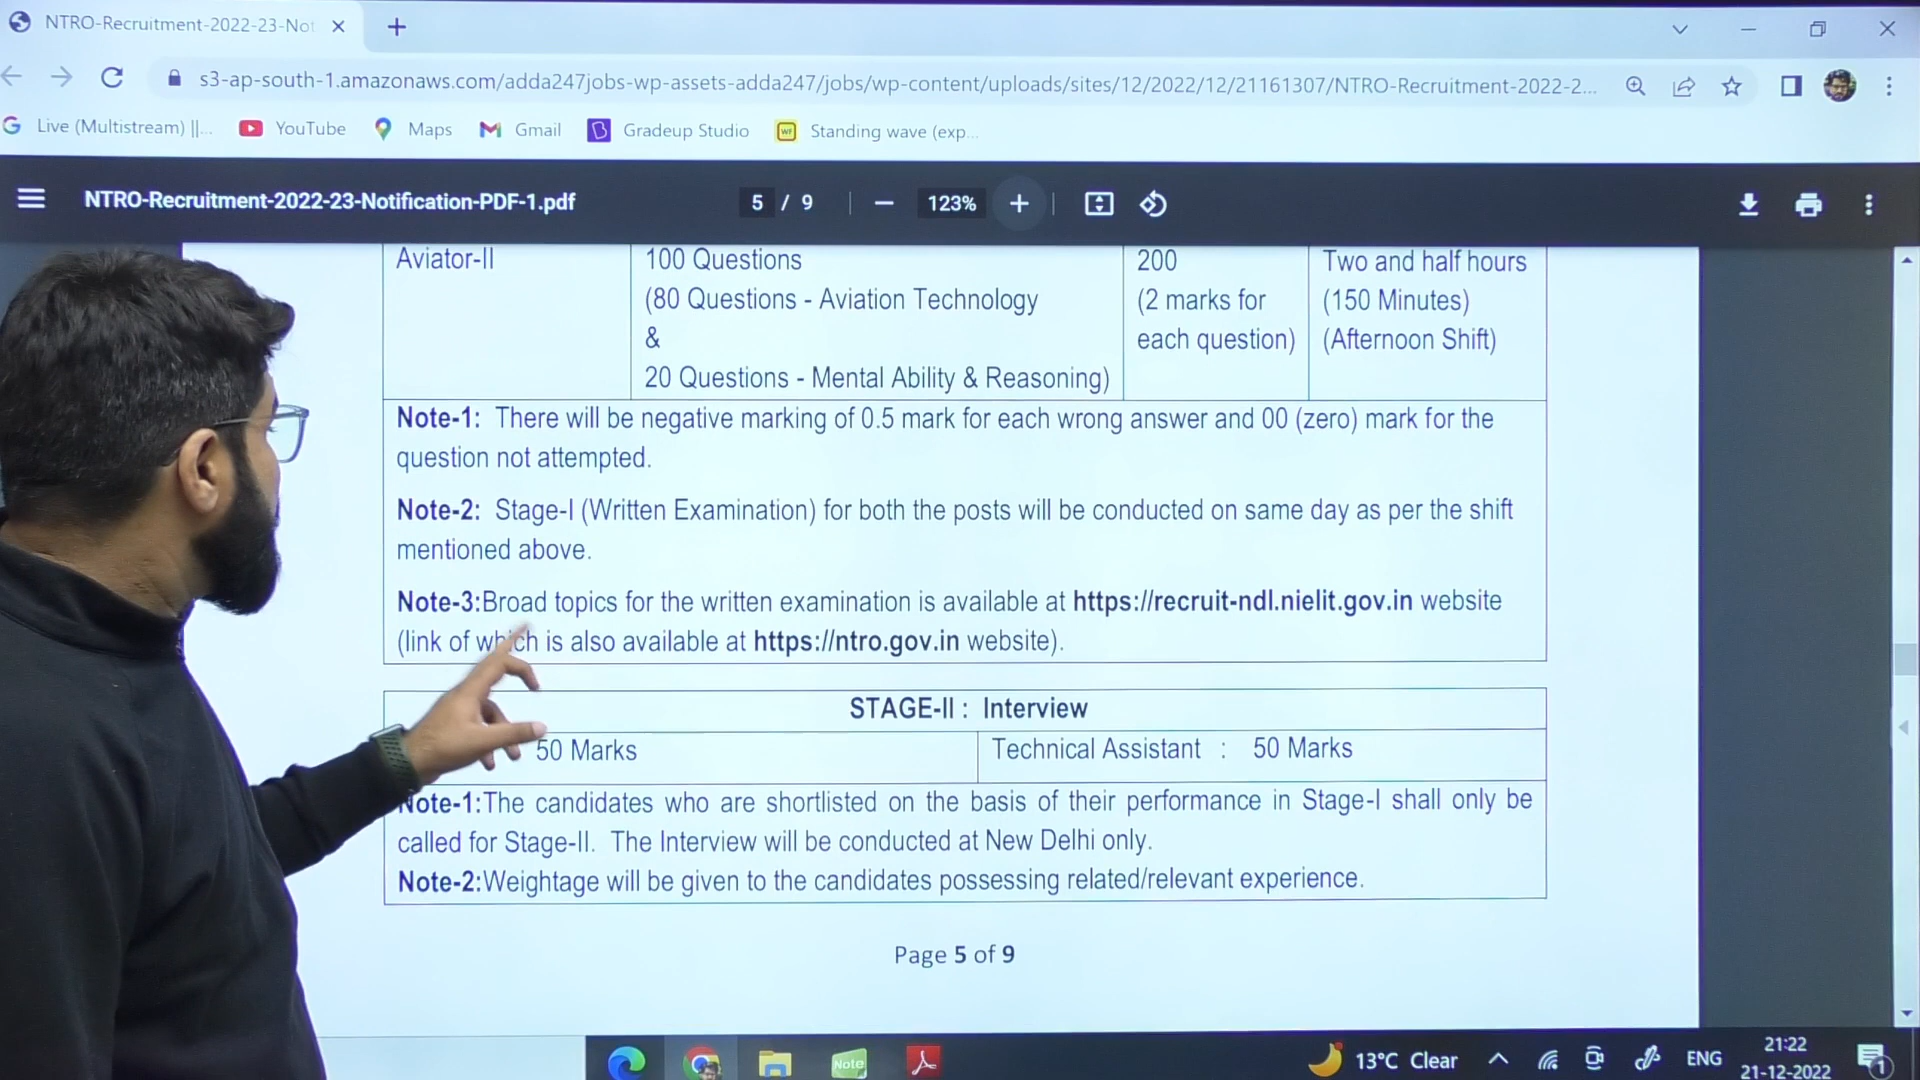 NTRO-Recruitment-2022-23-Not
s3-ap-south-1.amazonaws.com/adda247jobs-wp-assets-adda247/jobs/wp-content/uploads/sites/12/2022/12/21161307/NTRO-Recruitment-2022-2...
Live (Multistream) ||... YouTube Maps Gmail Gradeup Studio Standing wave (exp...
NTRO-Recruitment-2022-23-Notification-PDF-1.pdf 5 / 9 123%
Aviator-II 100 Questions 200 Two and half hours
(80 Questions - Aviation Technology (2 marks for (150 Minutes)
& each question) (Afternoon Shift)
20 Questions - Mental Ability & Reasoning)
Note-1: There will be negative marking of 0.5 mark for each wrong answer and 00 (zero) mark for the
question not attempted.
Note-2: Stage-I (Written Examination) for both the posts will be conducted on same day as per the shift
mentioned above.
Note-3:Broad topics for the written examination is available at https://recruit-ndl.nielit.gov.in website
(link of which is also available at https://ntro.gov.in website).
STAGE-II : Interview
50 Marks Technical Assistant : 50 Marks
Note-1:The candidates who are shortlisted on the basis of their performance in Stage-I shall only be
called for Stage-II. The Interview will be conducted at New Delhi only.
Note-2:Weightage will be given to the candidates possessing related/relevant experience.
Page 5 of 9
Note 13°C Clear ENG 21:22
21-12-2022 1